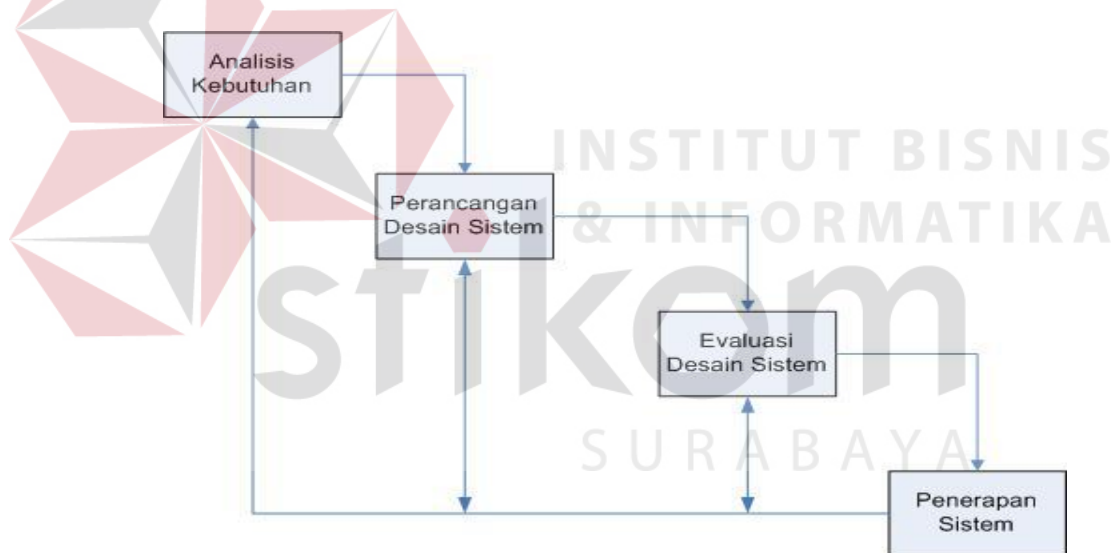 Analisis
Kebutuhan
INSTITUT BISNIS
Perancangan
Desain Sistem
& INFORMATIKA
stikom
Evaluasi
Desain Sistem
SURABAYA
Penerapan
Sistem